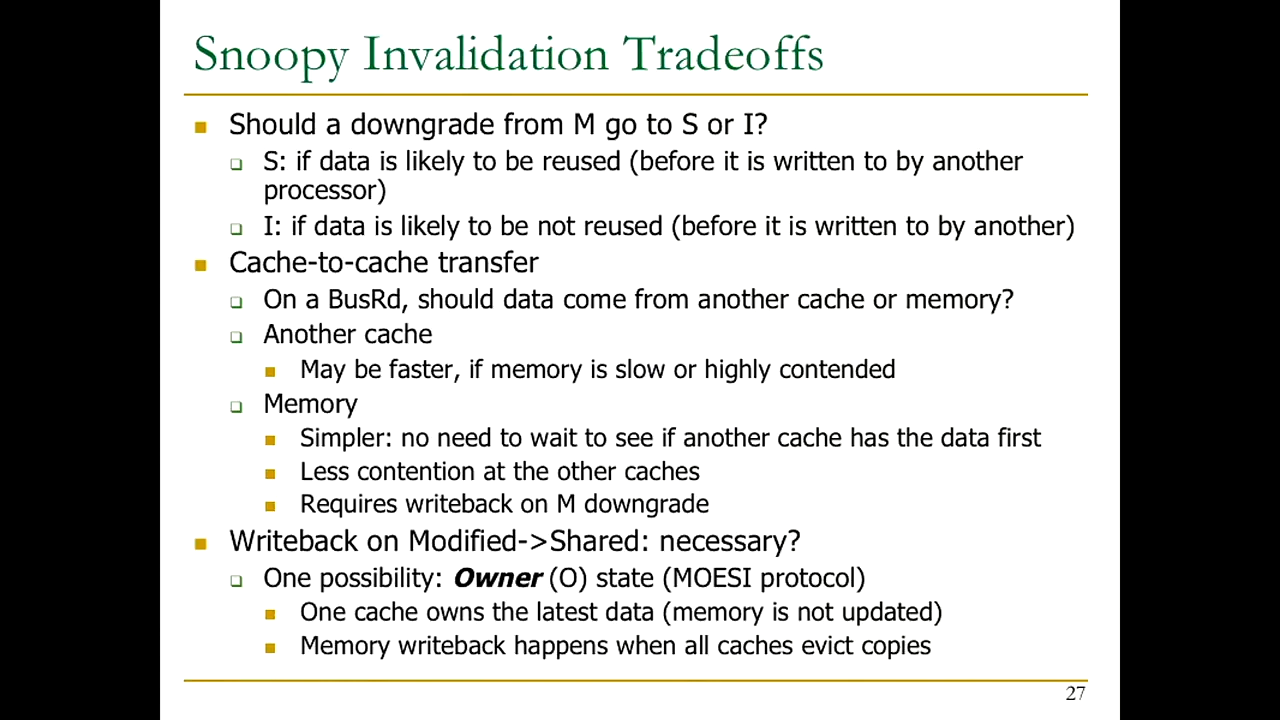 Snoopy Invalidation Tradeoffs
Should a downgrade from M go to S or I?
S: if data is likely to be reused (before it is written to by another
processor)
I: if data is likely to be not reused (before it is written to by another)
Cache-to-cache transfer
On a BusRd, should data come from another cache or memory?
Another cache
May be faster, if memory is slow or highly contended
Memory
Simpler: no need to wait to see if another cache has the data first
Less contention at the other caches
Requires writeback on M downgrade
Writeback on Modified->Shared: necessary?
One possibility: Owner (O) state (MOESI protocol)
One cache owns the latest data (memory is not updated)
Memory writeback happens when all caches evict copies
27